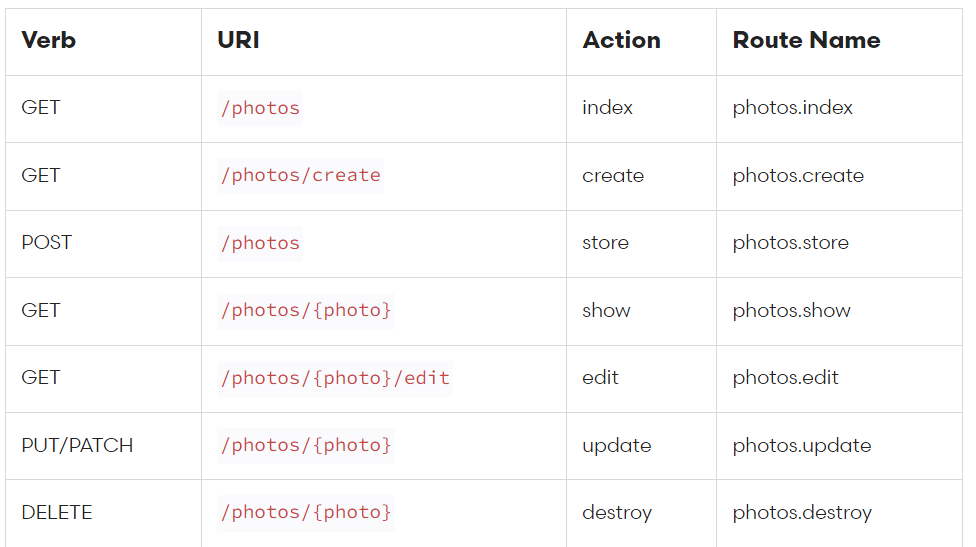 Verb URI Action Route Name
GET /photos index photos.index
GET /photos/create create photos.create
POST /photos store photos.store
GET /photos/{photo} show photos.show
GET /photos/{photo}/edit edit photos.edit
PUT/PATCH /photos/{photo} update photos.update
DELETE /photos/{photo} destroy photos.destroy